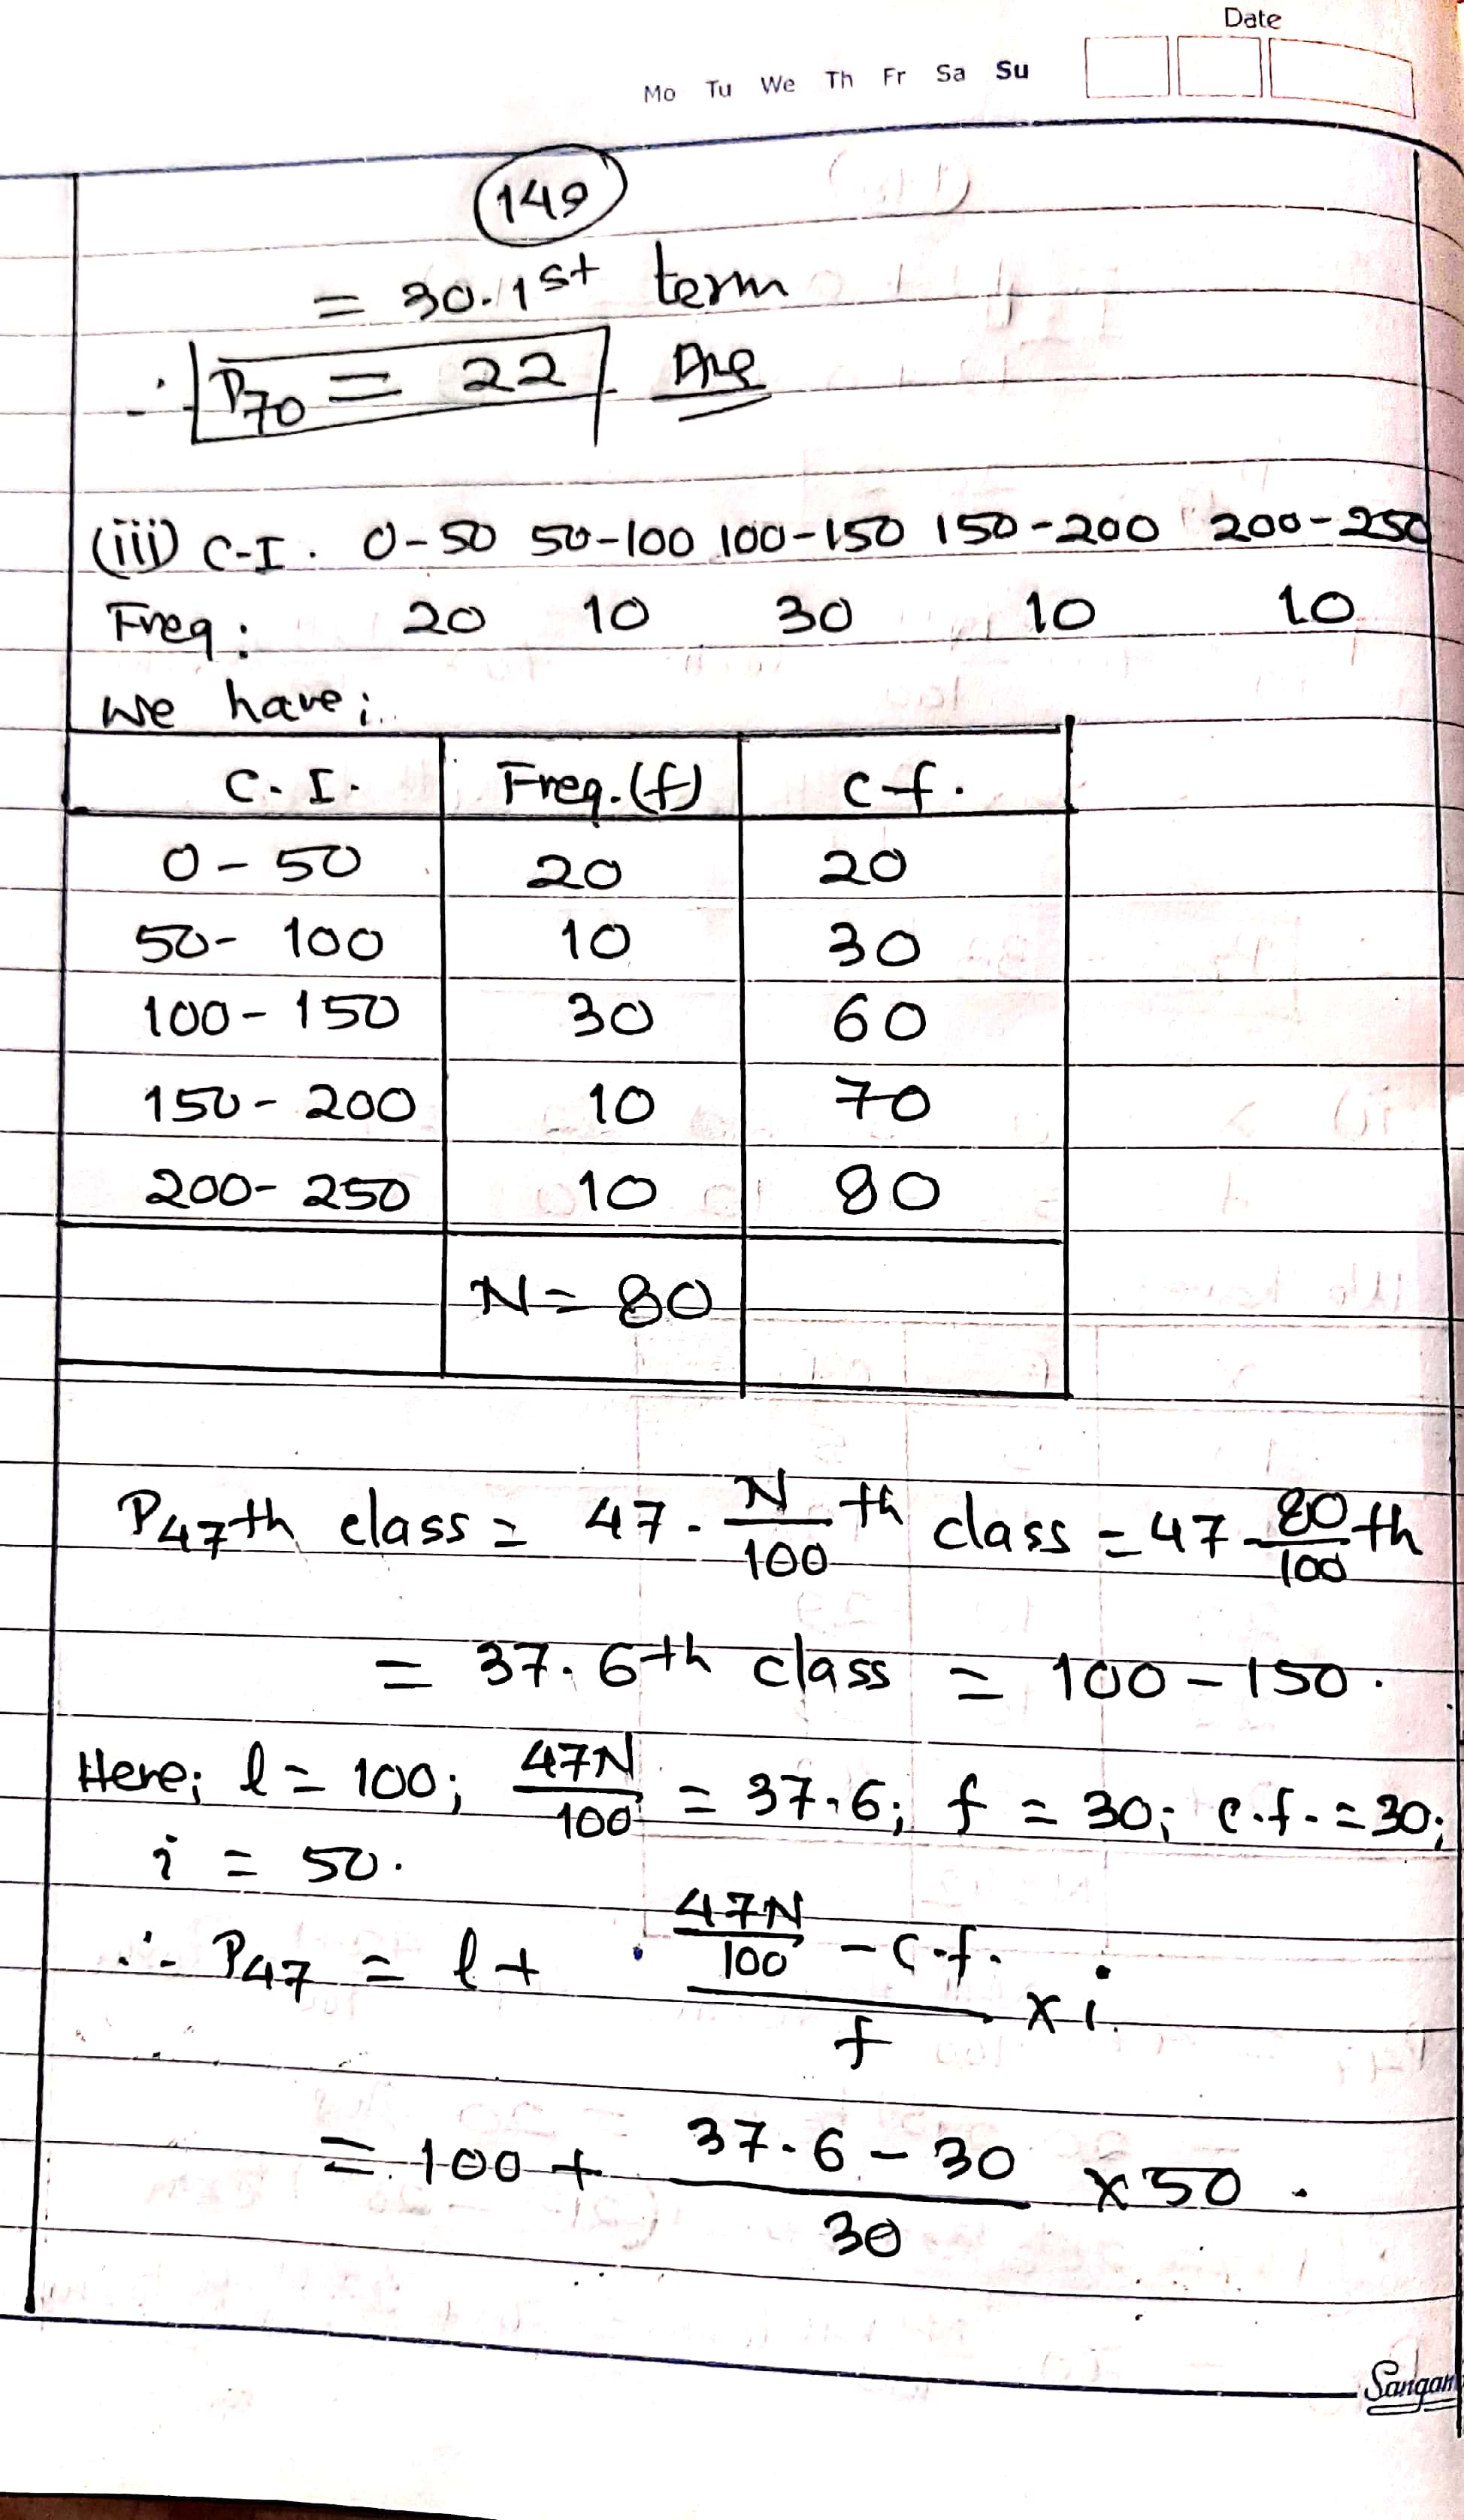 Date
Mo Tu We Th Fr Sa Su
149
= 30.1st term
∴ P70 = 22 Ans
(iii) C-I. 0-50 50-100 100-150 150-200 200-250
Freq: 20 10 30 10 10
We have;
C.I. Freq.(f) c.f.
0-50 20 20
50-100 10 30
100-150 30 60
150-200 10 70
200-250 10 80
N = 80
P47th class = 47. N/100 th class = 47. 80/100 th
= 37.6th class = 100-150.
Here; l = 100; 47N/100 = 37.6; f = 30; c.f. = 30;
i = 50.
∴ P47 = l + (47N/100 - c.f.)/f × i.
= 100 + (37.6 - 30)/30 × 50.
Sangam